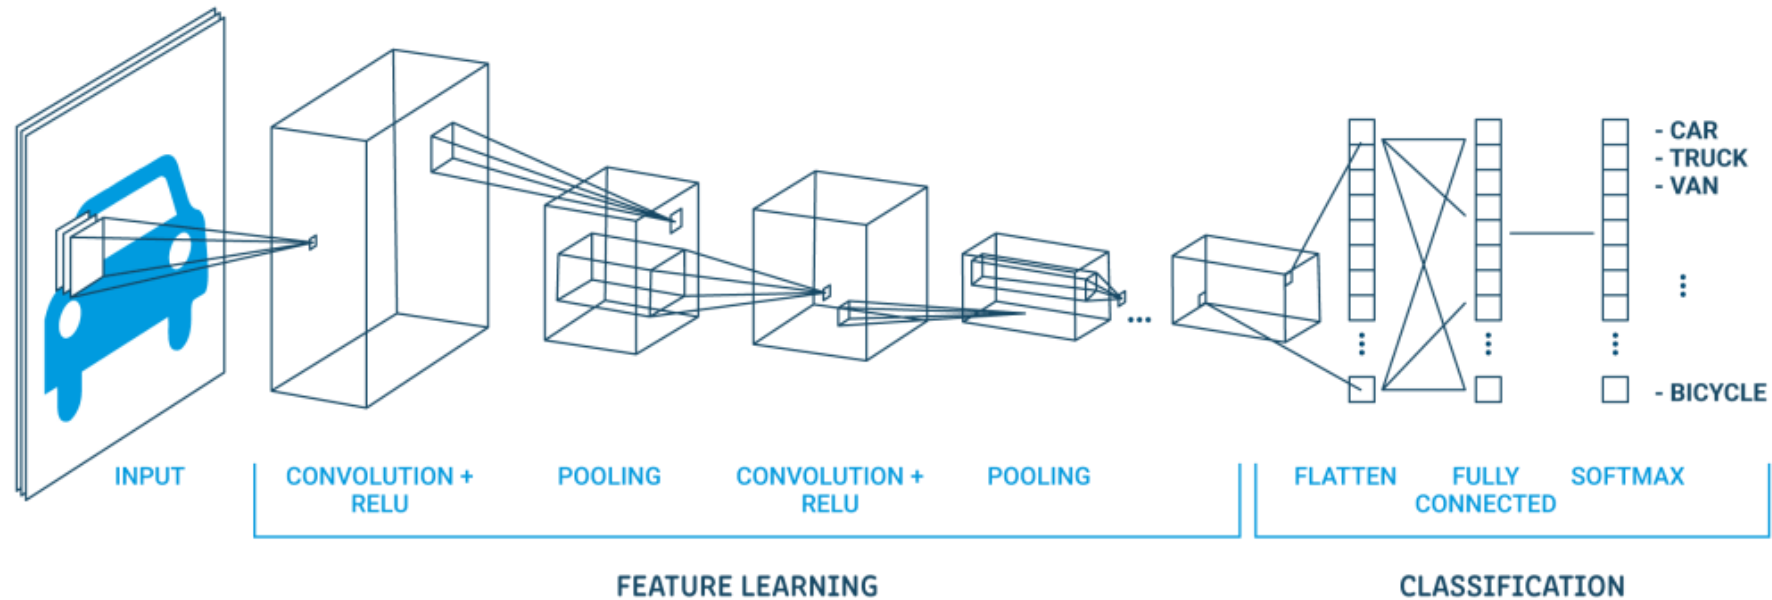 - CAR
- TRUCK
- VAN
- BICYCLE
INPUT
CONVOLUTION +
RELU
POOLING
CONVOLUTION +
RELU
POOLING
FLATTEN
FULLY
CONNECTED
SOFTMAX
FEATURE LEARNING
CLASSIFICATION